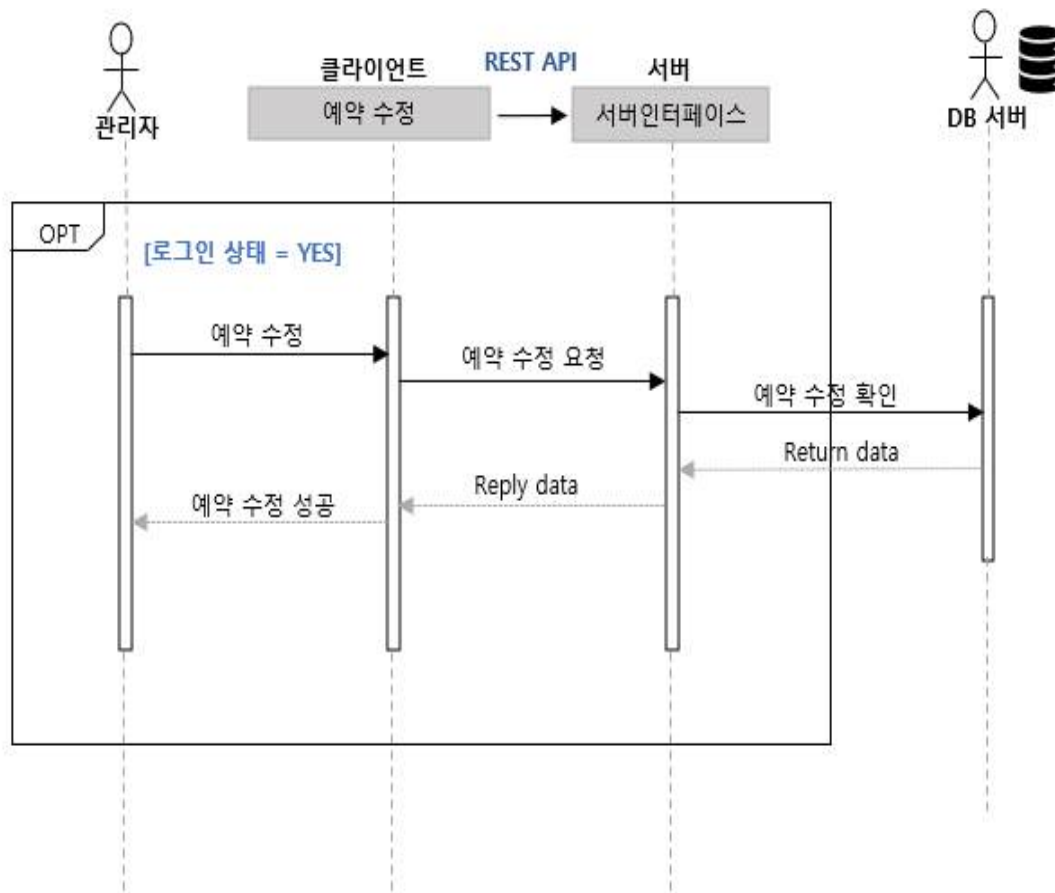 관리자
클라이언트
예약 수정
REST API
서버
서버인터페이스
DB 서버
OPT
[로그인 상태 = YES]
예약 수정
예약 수정 요청
예약 수정 확인
Return data
Reply data
예약 수정 성공